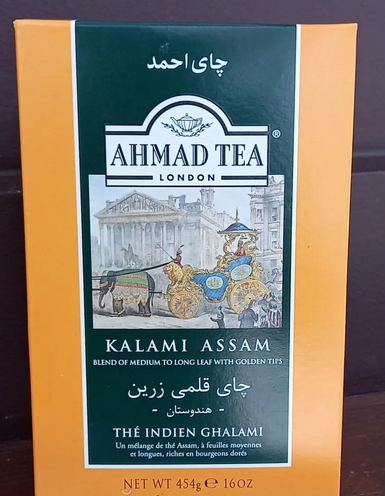 چای احمد
AHMAD TEA®
LONDON
KALAMI ASSAM
BLEND OF MEDIUM TO LONG LEAF WITH GOLDEN TIPS
چای قلمی زرین
- هندوستان -
THÉ INDIEN GHALAMI
Un mélange de thé Assam, à feuilles moyennes
et longues, riches en bourgeons dorés
NET WT 454g ℮ 16OZ